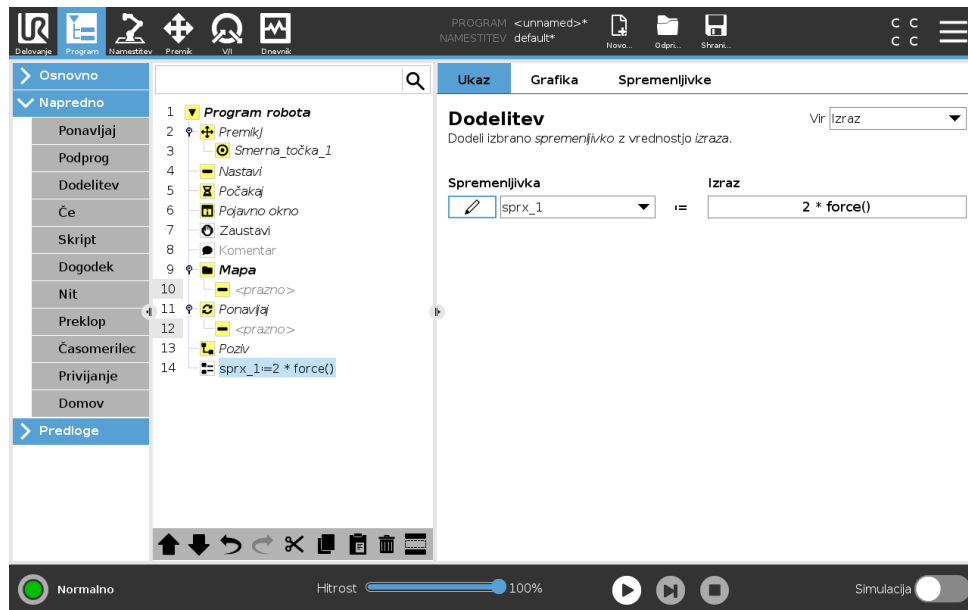 UR
Delovanje
Program
Namestitev
Premik
V/I
Dnevnik
PROGRAM <unnamed>*
NAMESTITEV default*
Novo...
Odpri...
Shrani...
C C
C C
Osnovno
Napredno
Ponavljaj
Podprog
Dodelitev
Če
Skript
Dogodek
Nit
Preklop
Časomerilec
Privijanje
Domov
Predloge
1 Program robota
2 PremikJ
3 Smerna_točka_1
4 Nastavi
5 Počakaj
6 Pojavno okno
7 Zaustavi
8 Komentar
9 Mapa
10 <prazno>
11 Ponavljaj
12 <prazno>
13 Poziv
14 sprx_1:=2 * force()
Ukaz
Grafika
Spremenljivke
Dodelitev
Vir Izraz
Dodeli izbrano spremenljivko z vrednostjo izraza.
Spremenljivka
Izraz
sprx_1 := 2 * force()
Normalno
Hitrost 100%
Simulacija